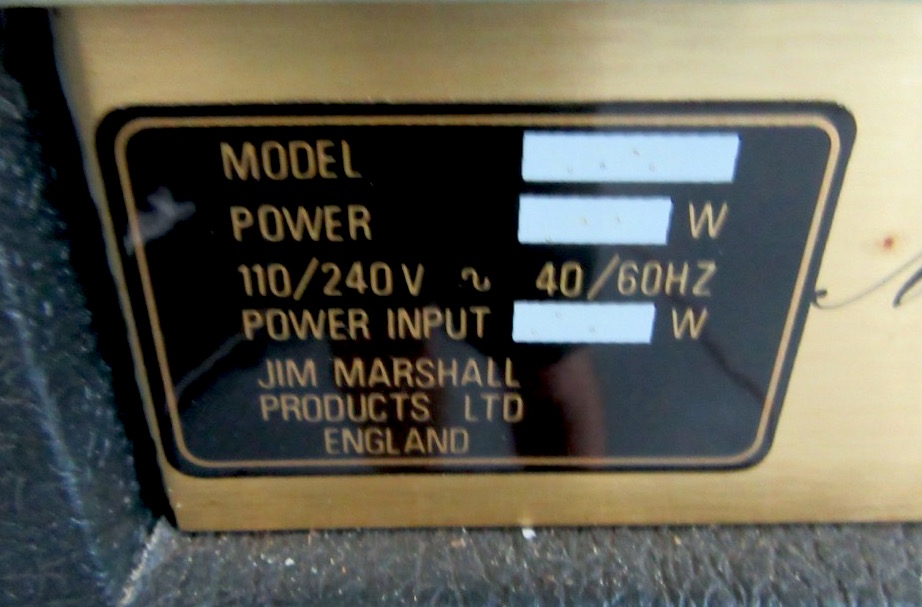 MODEL
POWER W
110/240V ~ 40/60HZ
POWER INPUT W
JIM MARSHALL
PRODUCTS LTD
ENGLAND